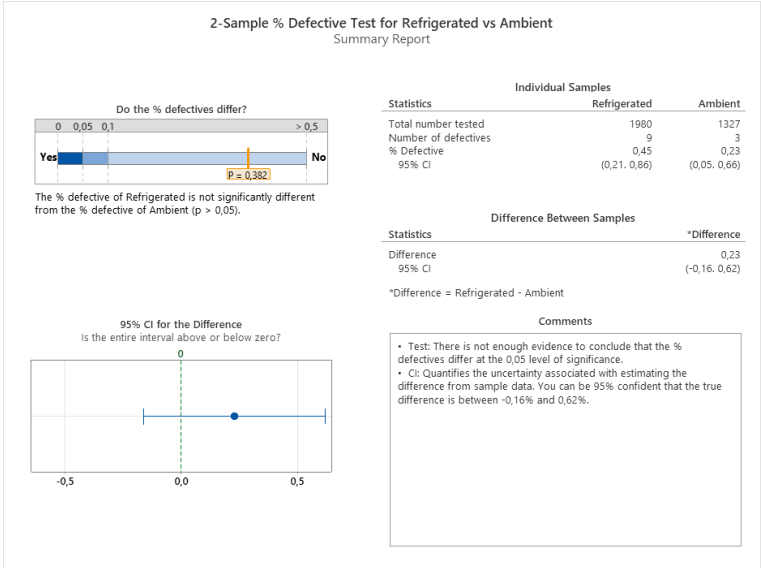 2-Sample % Defective Test for Refrigerated vs Ambient
Summary Report
Do the % defectives differ?
0 0,05 0,1 > 0,5
Yes No
P = 0,382
The % defective of Refrigerated is not significantly different
from the % defective of Ambient (p > 0,05).
Individual Samples
Statistics Refrigerated Ambient
Total number tested 1980 1327
Number of defectives 9 3
% Defective 0,45 0,23
95% CI (0,21. 0,86) (0,05. 0,66)
Difference Between Samples
Statistics *Difference
Difference 0,23
95% CI (-0,16. 0,62)
*Difference = Refrigerated - Ambient
95% CI for the Difference
Is the entire interval above or below zero?
0
-0,5 0,0 0,5
Comments
• Test: There is not enough evidence to conclude that the %
defectives differ at the 0,05 level of significance.
• CI: Quantifies the uncertainty associated with estimating the
difference from sample data. You can be 95% confident that the true
difference is between -0,16% and 0,62%.